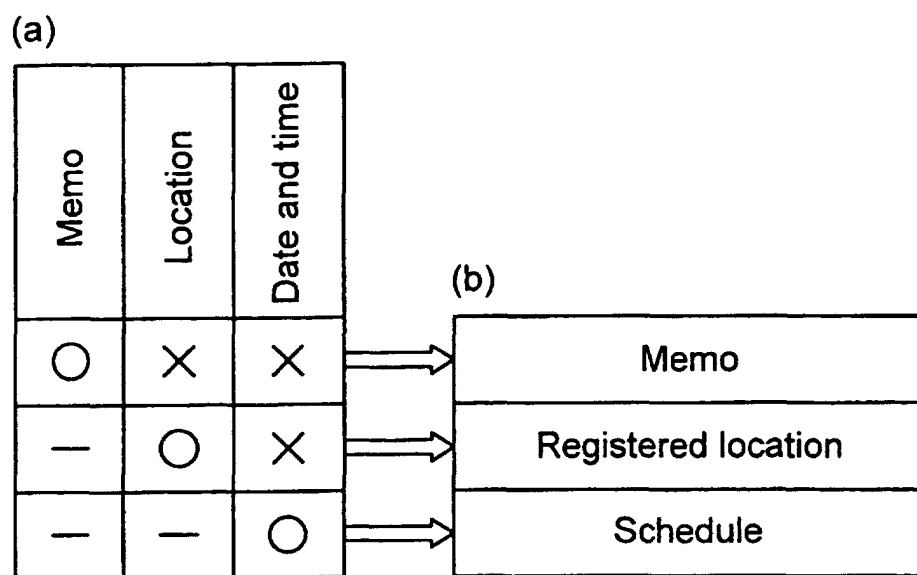 (a)
Memo
Location
Date and time
(b)
○ × × Memo
— ○ × Registered location
— — ○ Schedule